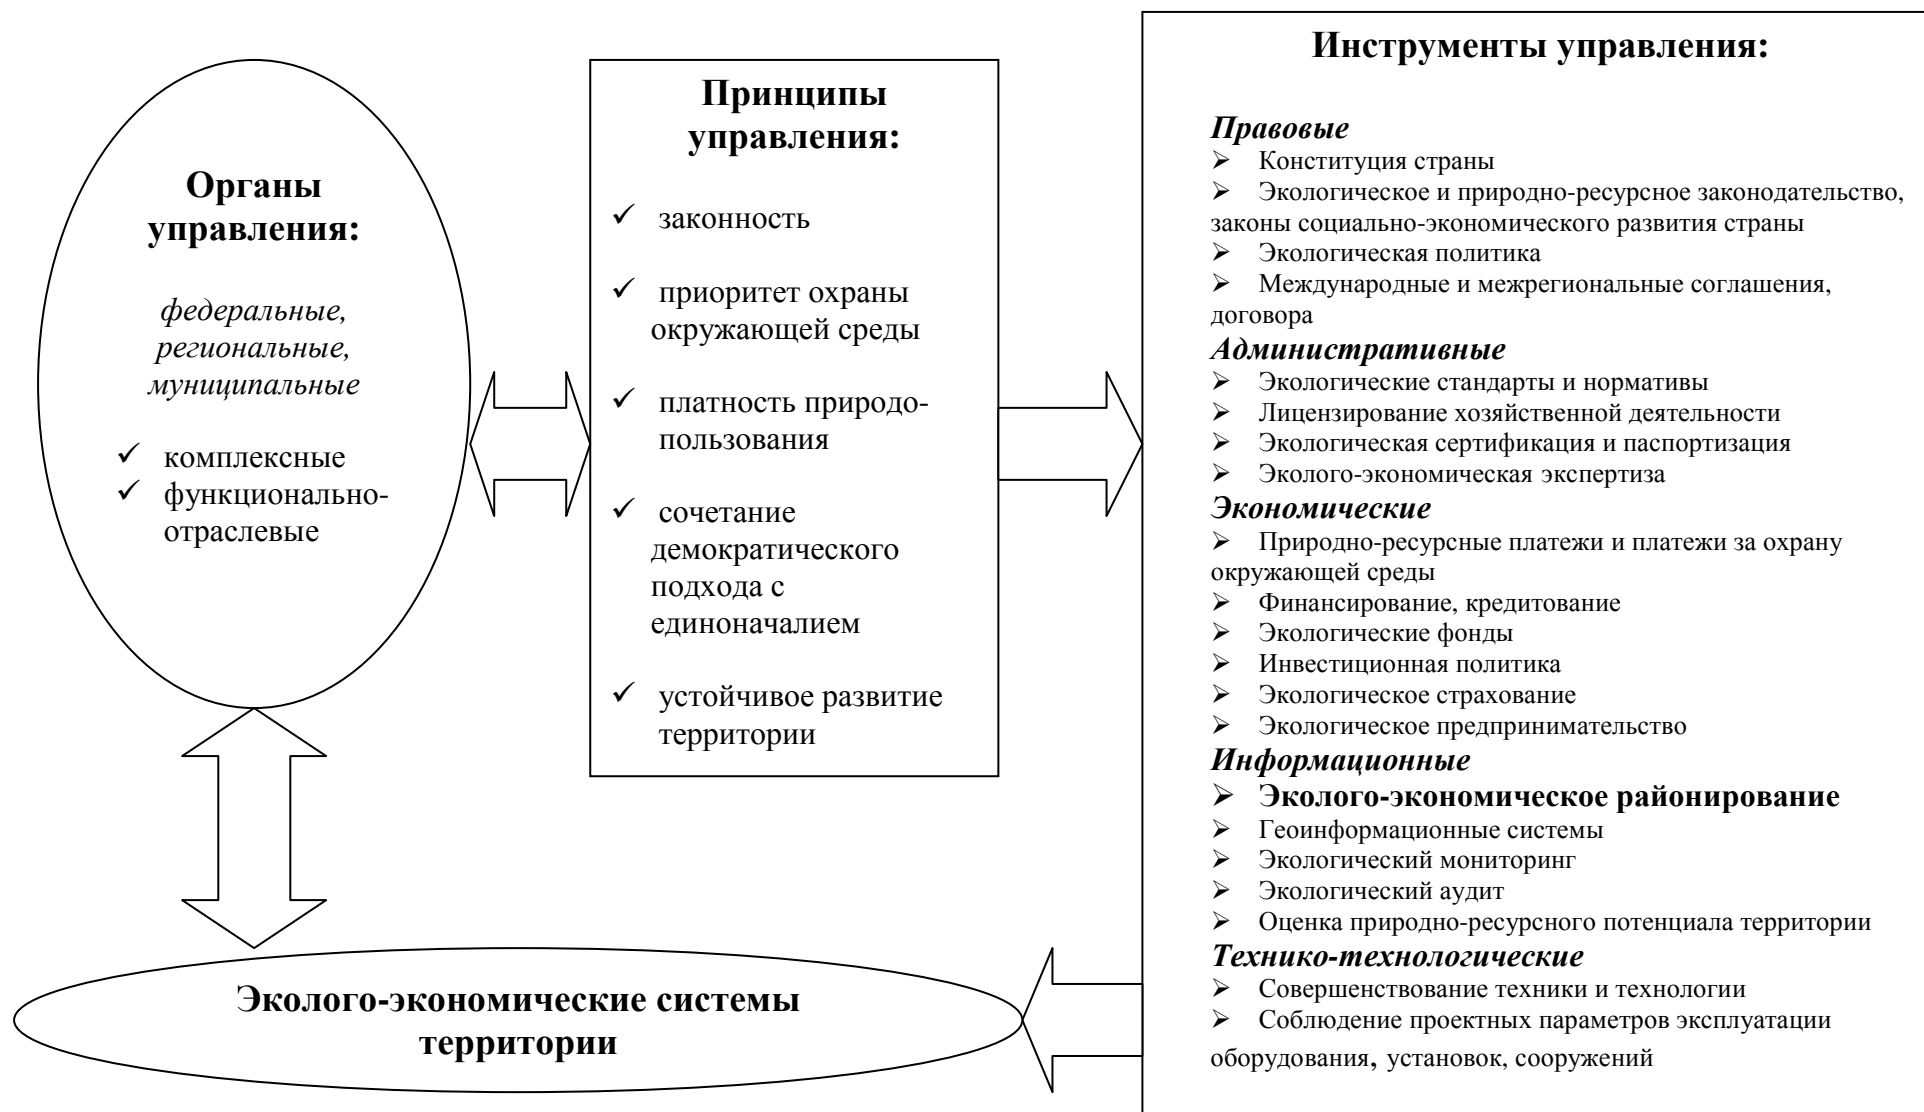 Органы
управления:
федеральные,
региональные,
муниципальные
✓ комплексные
✓ функционально-
отраслевые
Принципы
управления:
✓ законность
✓ приоритет охраны
окружающей среды
✓ платность природо-
пользования
✓ сочетание
демократического
подхода с
единоначалием
✓ устойчивое развитие
территории
Инструменты управления:
Правовые
➢ Конституция страны
➢ Экологическое и природно-ресурсное законодательство,
законы социально-экономического развития страны
➢ Экологическая политика
➢ Международные и межрегиональные соглашения,
договора
Административные
➢ Экологические стандарты и нормативы
➢ Лицензирование хозяйственной деятельности
➢ Экологическая сертификация и паспортизация
➢ Эколого-экономическая экспертиза
Экономические
➢ Природно-ресурсные платежи и платежи за охрану
окружающей среды
➢ Финансирование, кредитование
➢ Экологические фонды
➢ Инвестиционная политика
➢ Экологическое страхование
➢ Экологическое предпринимательство
Информационные
➢ Эколого-экономическое районирование
➢ Геоинформационные системы
➢ Экологический мониторинг
➢ Экологический аудит
➢ Оценка природно-ресурсного потенциала территории
Технико-технологические
➢ Совершенствование техники и технологии
➢ Соблюдение проектных параметров эксплуатации
оборудования, установок, сооружений
Эколого-экономические системы
территории